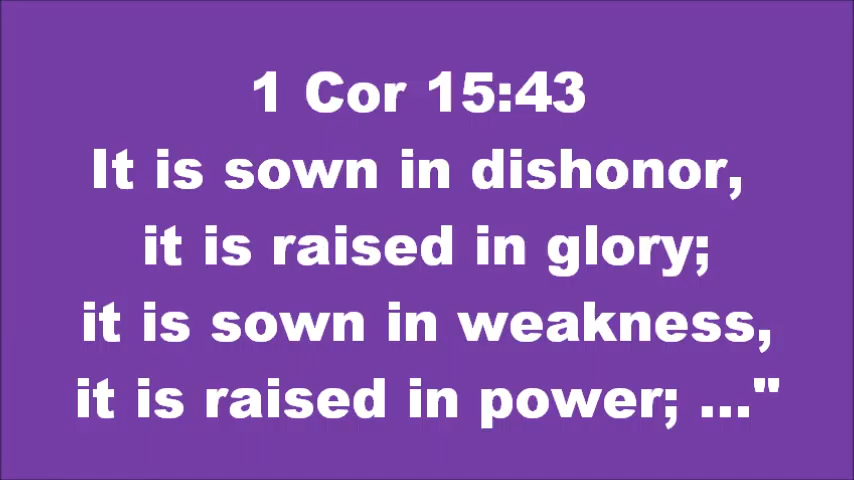 1 Cor 15:43
It is sown in dishonor,
it is raised in glory;
it is sown in weakness,
it is raised in power; ..."